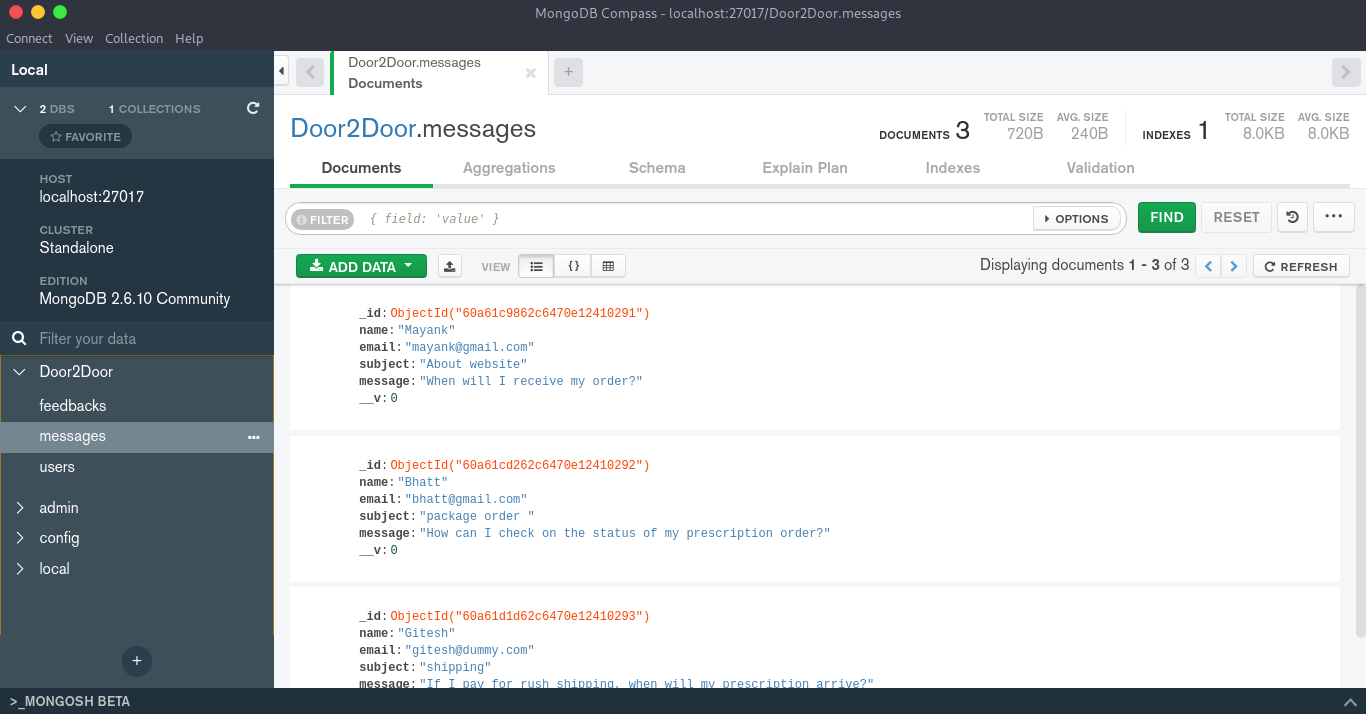 MongoDB Compass - localhost:27017/Door2Door.messages
Connect View Collection Help
Local
2 DBS 1 COLLECTIONS
FAVORITE
HOST
localhost:27017
CLUSTER
Standalone
EDITION
MongoDB 2.6.10 Community
Filter your data
Door2Door
feedbacks
messages
users
admin
config
local
Door2Door.messages
Documents
Door2Door.messages
DOCUMENTS 3
TOTAL SIZE
720B
AVG. SIZE
240B
INDEXES 1
TOTAL SIZE
8.0KB
AVG. SIZE
8.0KB
Documents Aggregations Schema Explain Plan Indexes Validation
FILTER { field: 'value' } OPTIONS FIND RESET
ADD DATA VIEW Displaying documents 1 - 3 of 3 REFRESH
_id: ObjectId("60a61c9862c6470e12410291")
name: "Mayank"
email: "mayank@gmail.com"
subject: "About website"
message: "When will I receive my order?"
__v: 0
_id: ObjectId("60a61cd262c6470e12410292")
name: "Bhatt"
email: "bhatt@gmail.com"
subject: "package order "
message: "How can I check on the status of my prescription order?"
__v: 0
_id: ObjectId("60a61d1d62c6470e12410293")
name: "Gitesh"
email: "gitesh@dummy.com"
subject: "shipping"
message: "If I pay for rush shipping, when will my prescription arrive?"
>_MONGOSH BETA